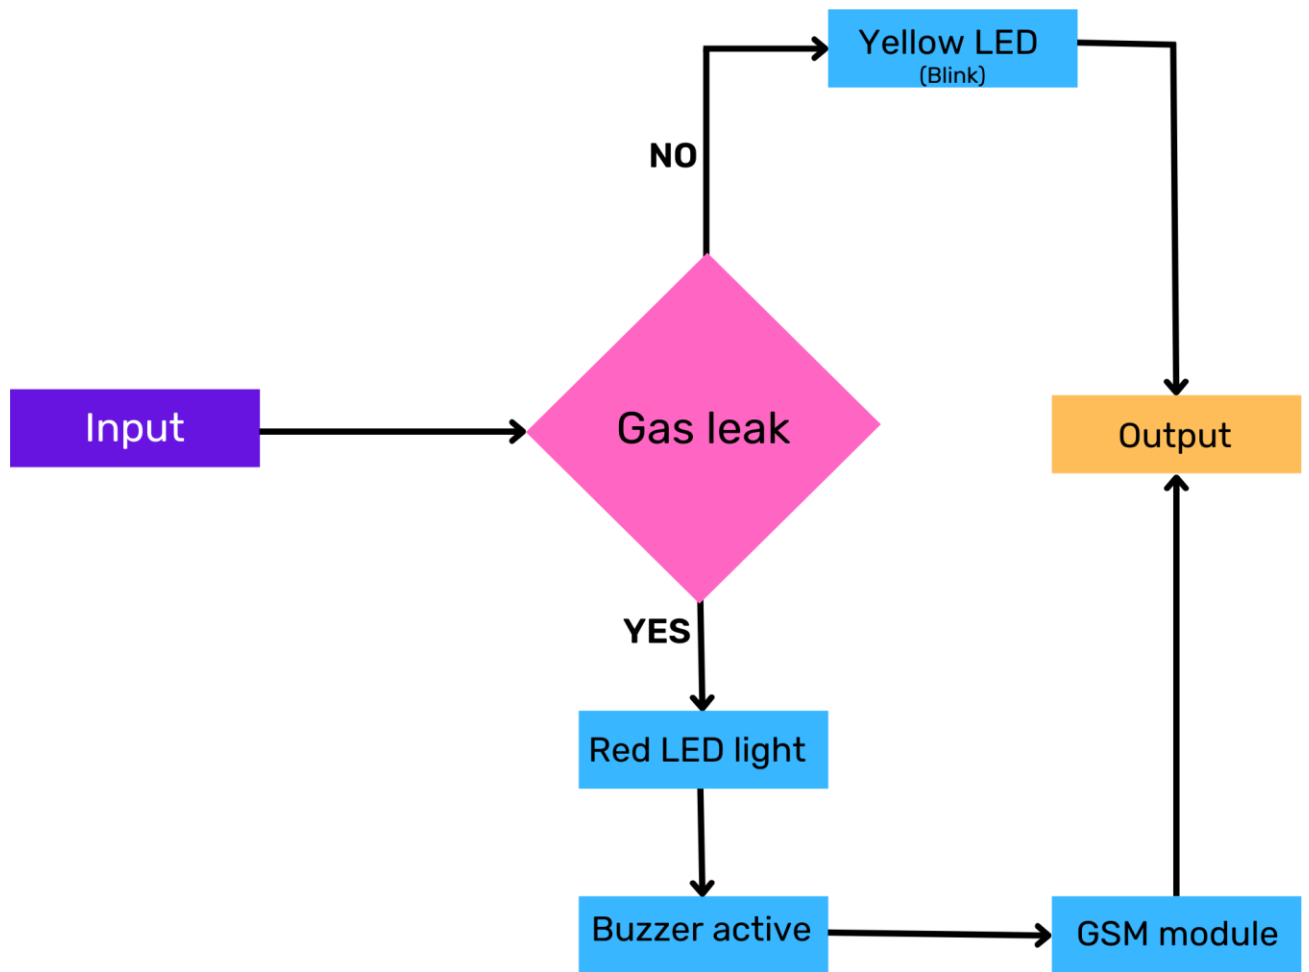 Yellow LED
(Blink)
NO
Input
Gas leak
Output
YES
Red LED light
Buzzer active
GSM module